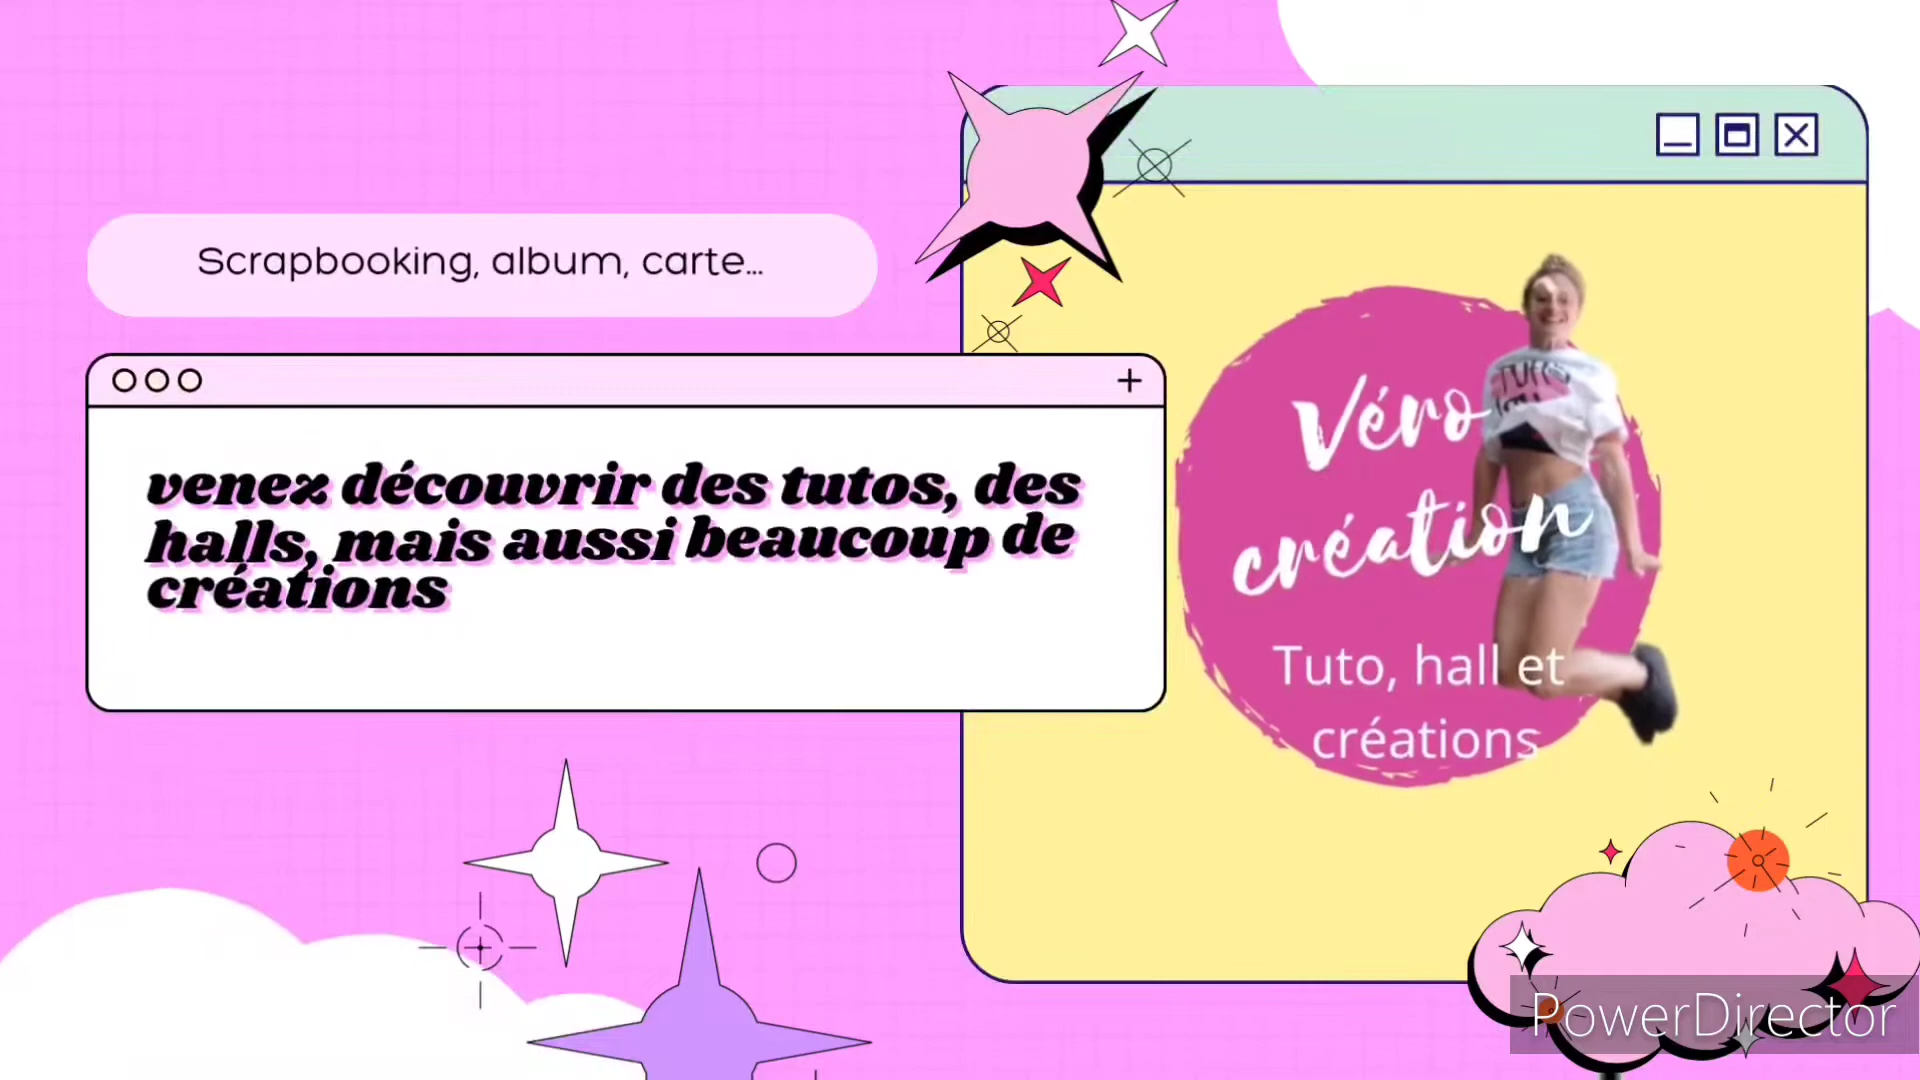 Scrapbooking, album, carte...
venez découvrir des tutos, des
halls, mais aussi beaucoup de
créations
Véro
création
Tuto, hall et
créations
PowerDirector